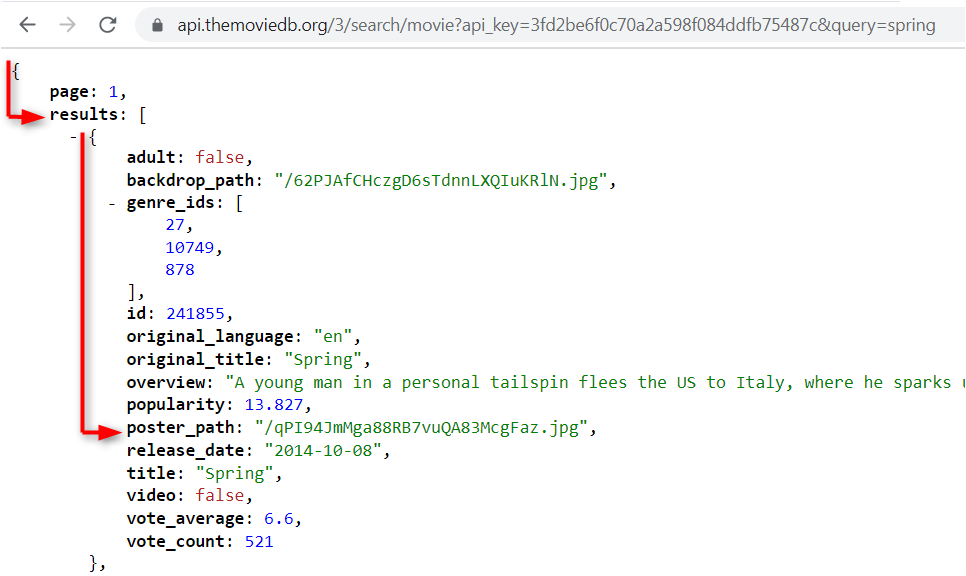 api.themoviedb.org/3/search/movie?api_key=3fd2be6f0c70a2a598f084ddfb75487c&query=spring
{
page: 1,
results: [
- {
adult: false,
backdrop_path: "/62PJAfCHczgD6sTdnnLXQIuKRlN.jpg",
- genre_ids: [
27,
10749,
878
],
id: 241855,
original_language: "en",
original_title: "Spring",
overview: "A young man in a personal tailspin flees the US to Italy, where he sparks
popularity: 13.827,
poster_path: "/qPI94JmMga88RB7vuQA83McgFaz.jpg",
release_date: "2014-10-08",
title: "Spring",
video: false,
vote_average: 6.6,
vote_count: 521
},